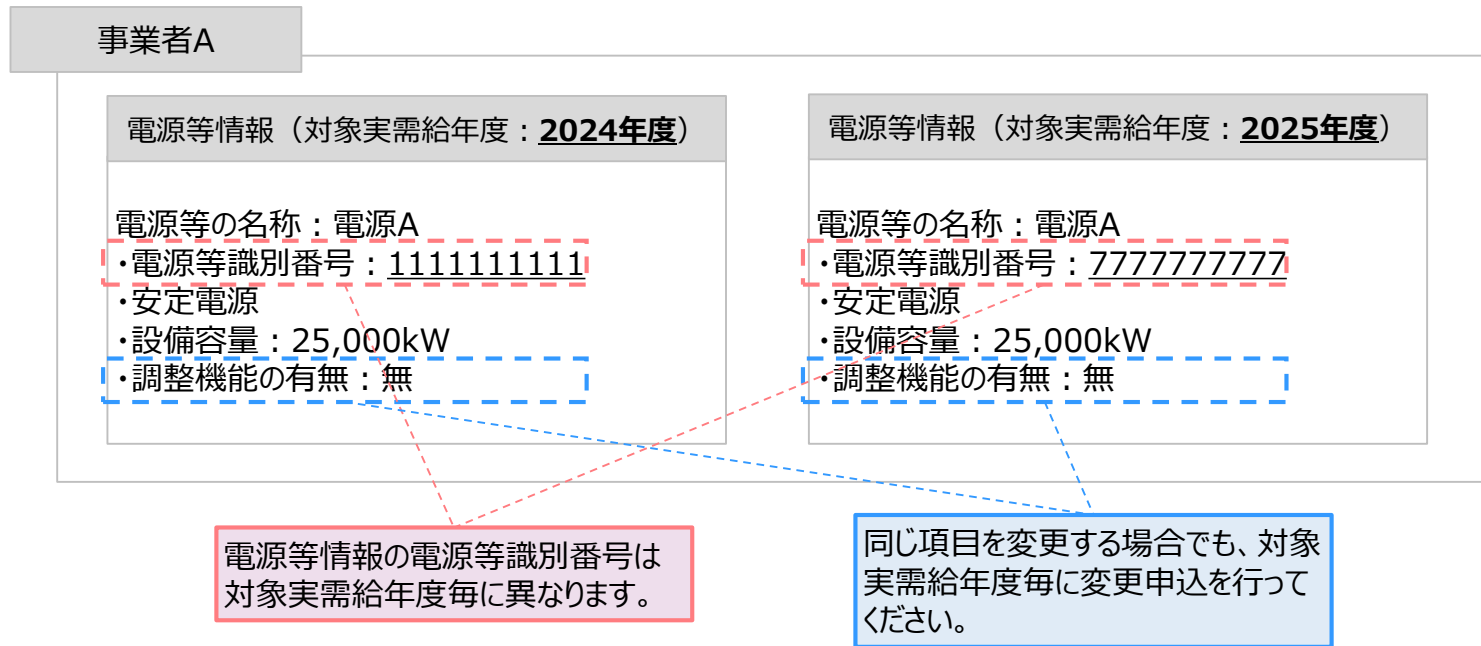 事業者A
電源等情報（対象実需給年度：2024年度）
電源等の名称：電源A
・電源等識別番号：1111111111
・安定電源
・設備容量：25,000kW
・調整機能の有無：無
電源等情報（対象実需給年度：2025年度）
電源等の名称：電源A
・電源等識別番号：7777777777
・安定電源
・設備容量：25,000kW
・調整機能の有無：無
電源等情報の電源等識別番号は
対象実需給年度毎に異なります。
同じ項目を変更する場合でも、対象
実需給年度毎に変更申込を行って
ください。